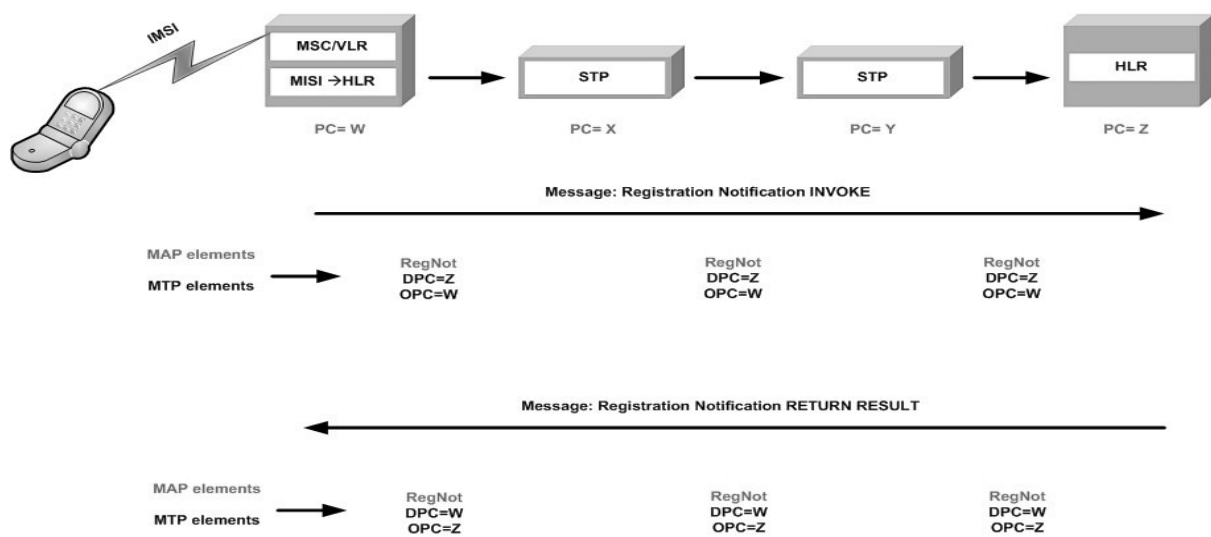 IMSI
MSC/VLR
MISI →HLR
STP
STP
HLR
PC= W
PC= X
PC= Y
PC= Z
Message: Registration Notification INVOKE
MAP elements
MTP elements
RegNot
DPC=Z
OPC=W
RegNot
DPC=Z
OPC=W
RegNot
DPC=Z
OPC=W
Message: Registration Notification RETURN RESULT
MAP elements
MTP elements
RegNot
DPC=W
OPC=Z
RegNot
DPC=W
OPC=Z
RegNot
DPC=W
OPC=Z